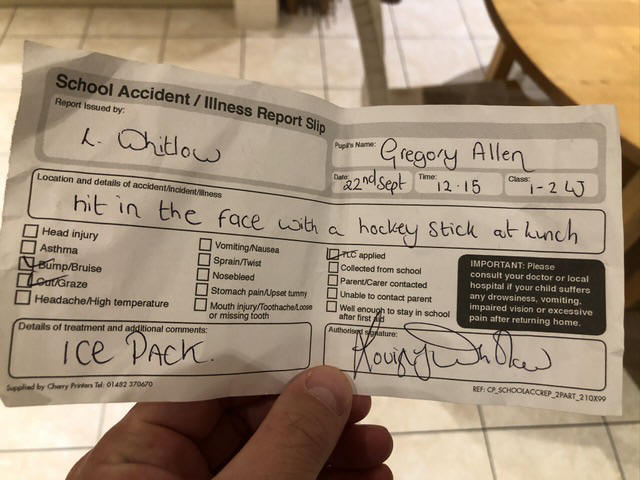 School Accident / Illness Report Slip
Report Issued by:
L. Whitlow
Pupil's Name: Gregory Allen
Date: 22nd Sept Time: 12.15 Class: 1-2 LJ
Location and details of accident/incident/illness
hit in the face with a hockey stick at lunch
Head injury
Asthma
Bump/Bruise
Cut/Graze
Headache/High temperature
Vomiting/Nausea
Sprain/Twist
Nosebleed
Stomach pain/Upset tummy
Mouth injury/Toothache/Loose
or missing tooth
TLC applied
Collected from school
Parent/Carer contacted
Unable to contact parent
Well enough to stay in school
after first aid
IMPORTANT: Please
consult your doctor or local
hospital if your child suffers
any drowsiness, vomiting,
impaired vision or excessive
pain after returning home.
Details of treatment and additional comments:
ICE PACK.
Authorised signature:
Supplied by Cherry Printers Tel: 01482 370670
REF: CP_SCHOOLACCREP_2PART_210X99